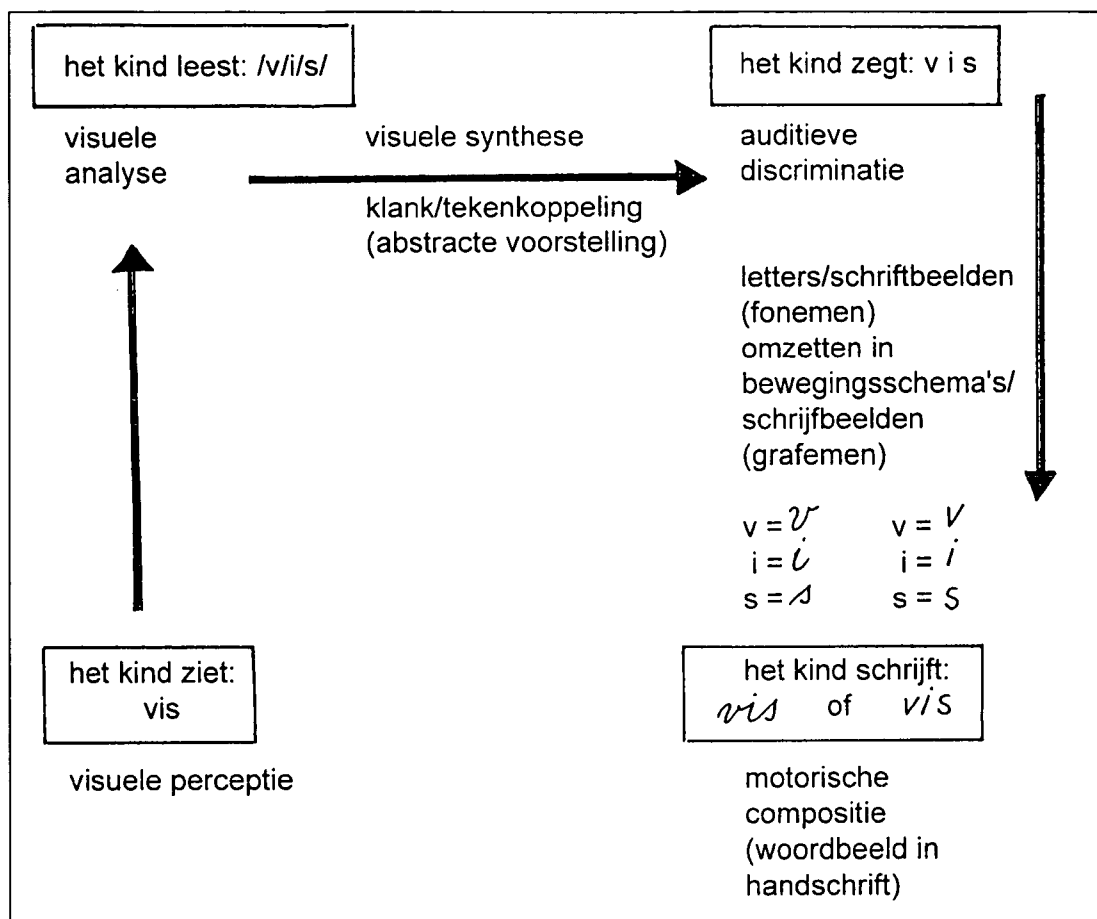 het kind leest: /v/i/s/
visuele
analyse
visuele synthese
klank/tekenkoppeling
(abstracte voorstelling)
het kind zegt: v i s
auditieve
discriminatie
letters/schriftbeelden
(fonemen)
omzetten in
bewegingsschema's/
schrijfbeelden
(grafemen)
v = v v = v
i = i i = i
s = s s = s
het kind ziet:
vis
visuele perceptie
het kind schrijft:
vis of vis
motorische
compositie
(woordbeeld in
handschrift)